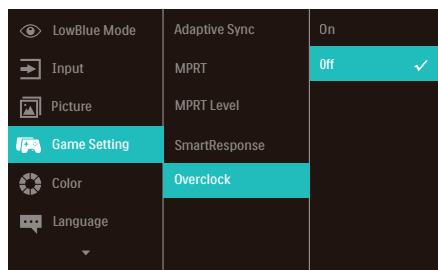 LowBlue Mode
Input
Picture
Game Setting
Color
Language
Adaptive Sync
MPRT
MPRT Level
SmartResponse
Overclock
On
Off